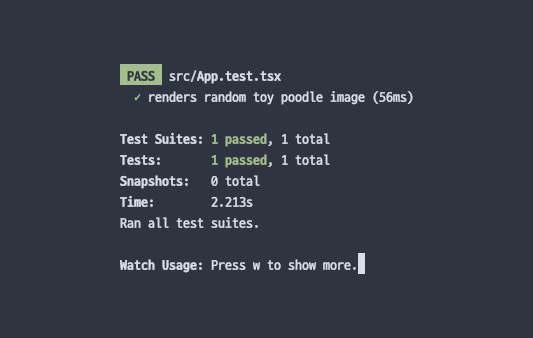 PASS src/App.test.tsx
✓ renders random toy poodle image (56ms)
Test Suites: 1 passed, 1 total
Tests: 1 passed, 1 total
Snapshots: 0 total
Time: 2.213s
Ran all test suites.
Watch Usage: Press w to show more.